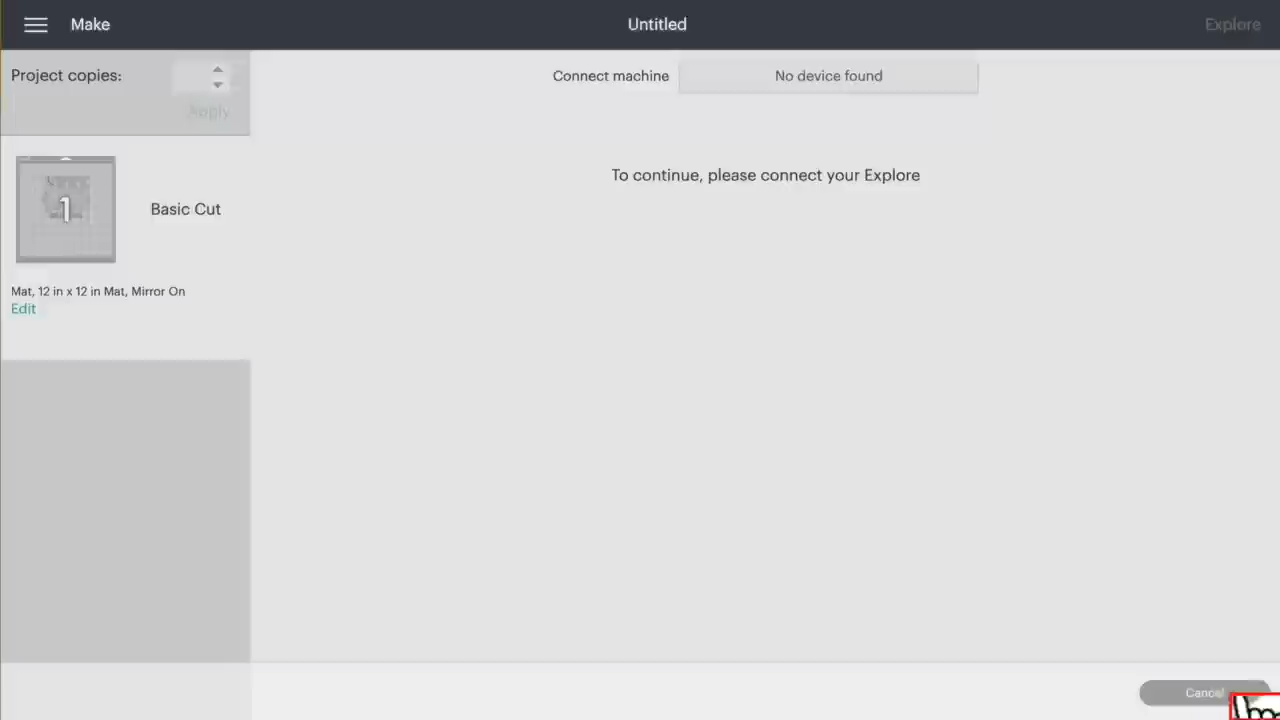 Make
Untitled
Explore
Project copies:
Apply
Connect machine
No device found
To continue, please connect your Explore
1
Basic Cut
Mat, 12 in x 12 in Mat, Mirror On
Edit
Cancel